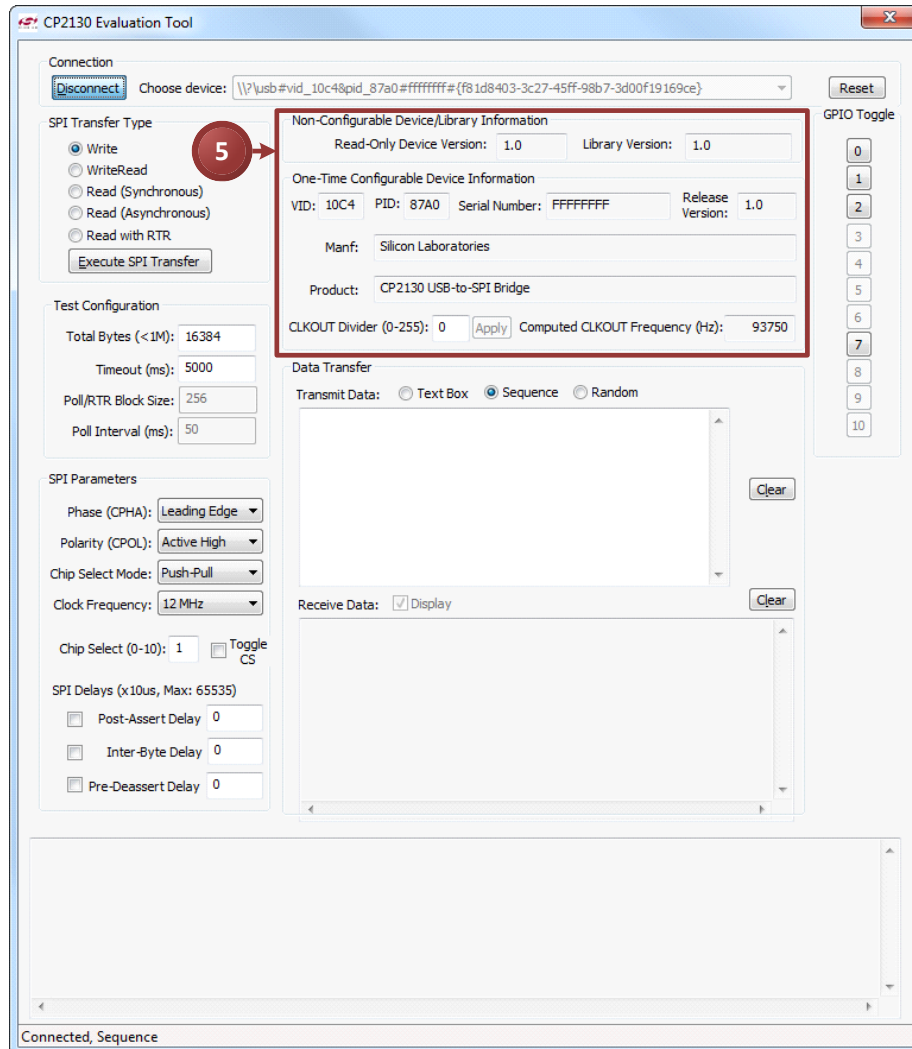 CP2130 Evaluation Tool
Connection
Disconnect Choose device: \\?\usb#vid_10c4&pid_87a0#ffffffff#{f81d8403-3c27-45ff-98b7-3d00f19169ce} Reset
SPI Transfer Type
Write
WriteRead
Read (Synchronous)
Read (Asynchronous)
Read with RTR
Execute SPI Transfer
5
Non-Configurable Device/Library Information
Read-Only Device Version: 1.0 Library Version: 1.0
One-Time Configurable Device Information
VID: 10C4 PID: 87A0 Serial Number: FFFFFFFF Release Version: 1.0
Manf: Silicon Laboratories
Product: CP2130 USB-to-SPI Bridge
CLKOUT Divider (0-255): 0 Apply Computed CLKOUT Frequency (Hz): 93750
GPIO Toggle
0
1
2
3
4
5
6
7
8
9
10
Test Configuration
Total Bytes (<1M): 16384
Timeout (ms): 5000
Poll/RTR Block Size: 256
Poll Interval (ms): 50
Data Transfer
Transmit Data: Text Box Sequence Random
Clear
Receive Data: Display Clear
SPI Parameters
Phase (CPHA): Leading Edge
Polarity (CPOL): Active High
Chip Select Mode: Push-Pull
Clock Frequency: 12 MHz
Chip Select (0-10): 1 Toggle CS
SPI Delays (x10us, Max: 65535)
Post-Assert Delay 0
Inter-Byte Delay 0
Pre-Deassert Delay 0
Connected, Sequence